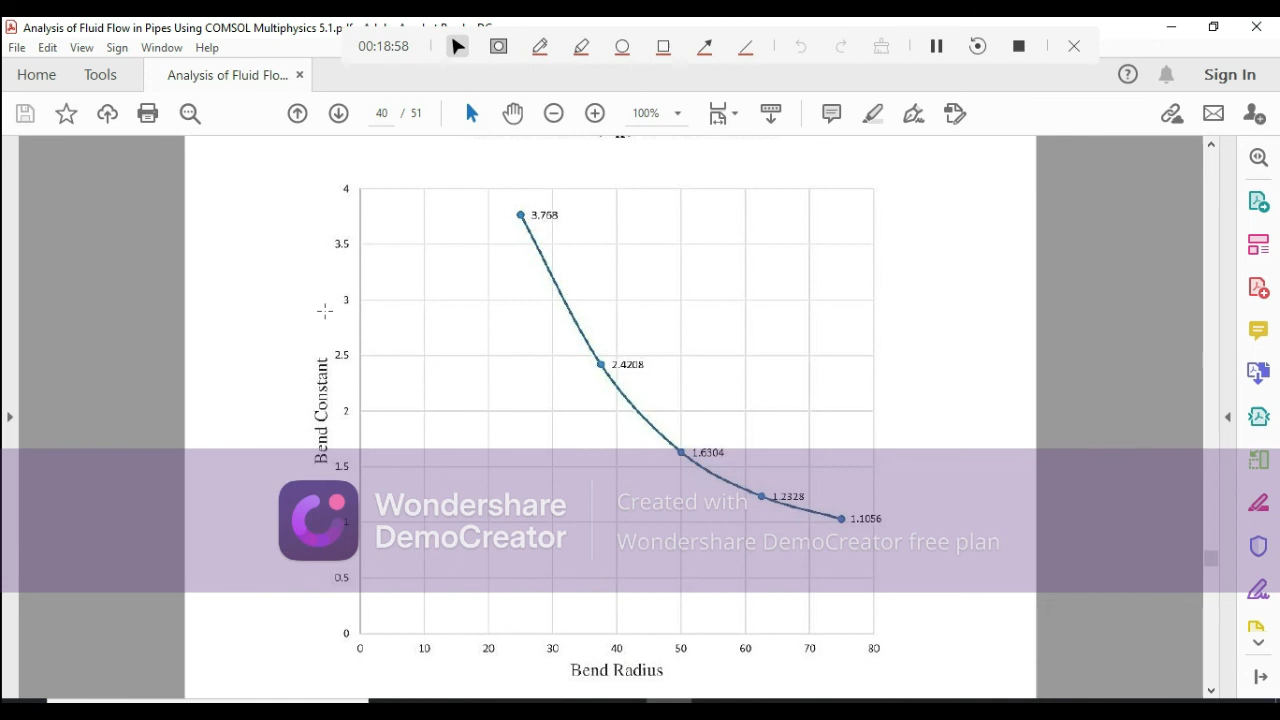 Analysis of Fluid Flow in Pipes Using COMSOL Multiphysics 5.1.p
File Edit View Sign Window Help
00:18:58
Home Tools Analysis of Fluid Flo... × Sign In
40 / 51 100%
4
3.768
3.5
3
2.5
2.4208
2
Bend Constant
1.6304
1.5
1.2328
Wondershare
DemoCreator
Created with
Wondershare DemoCreator free plan
1.1056
1
0.5
0
0 10 20 30 40 50 60 70 80
Bend Radius